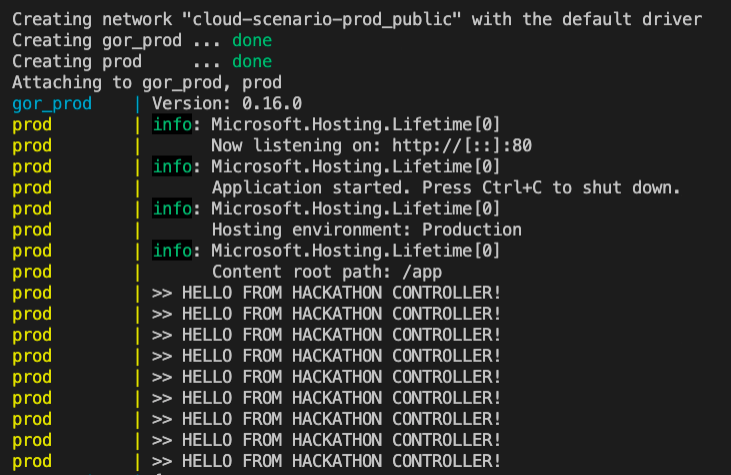 Creating network "cloud-scenario-prod_public" with the default driver
Creating gor_prod ... done
Creating prod     ... done
Attaching to gor_prod, prod
gor_prod    | Version: 0.16.0
prod        | info: Microsoft.Hosting.Lifetime[0]
prod        |       Now listening on: http://[::]:80
prod        | info: Microsoft.Hosting.Lifetime[0]
prod        |       Application started. Press Ctrl+C to shut down.
prod        | info: Microsoft.Hosting.Lifetime[0]
prod        |       Hosting environment: Production
prod        | info: Microsoft.Hosting.Lifetime[0]
prod        |       Content root path: /app
prod        | >> HELLO FROM HACKATHON CONTROLLER!
prod        | >> HELLO FROM HACKATHON CONTROLLER!
prod        | >> HELLO FROM HACKATHON CONTROLLER!
prod        | >> HELLO FROM HACKATHON CONTROLLER!
prod        | >> HELLO FROM HACKATHON CONTROLLER!
prod        | >> HELLO FROM HACKATHON CONTROLLER!
prod        | >> HELLO FROM HACKATHON CONTROLLER!
prod        | >> HELLO FROM HACKATHON CONTROLLER!
prod        | >> HELLO FROM HACKATHON CONTROLLER!